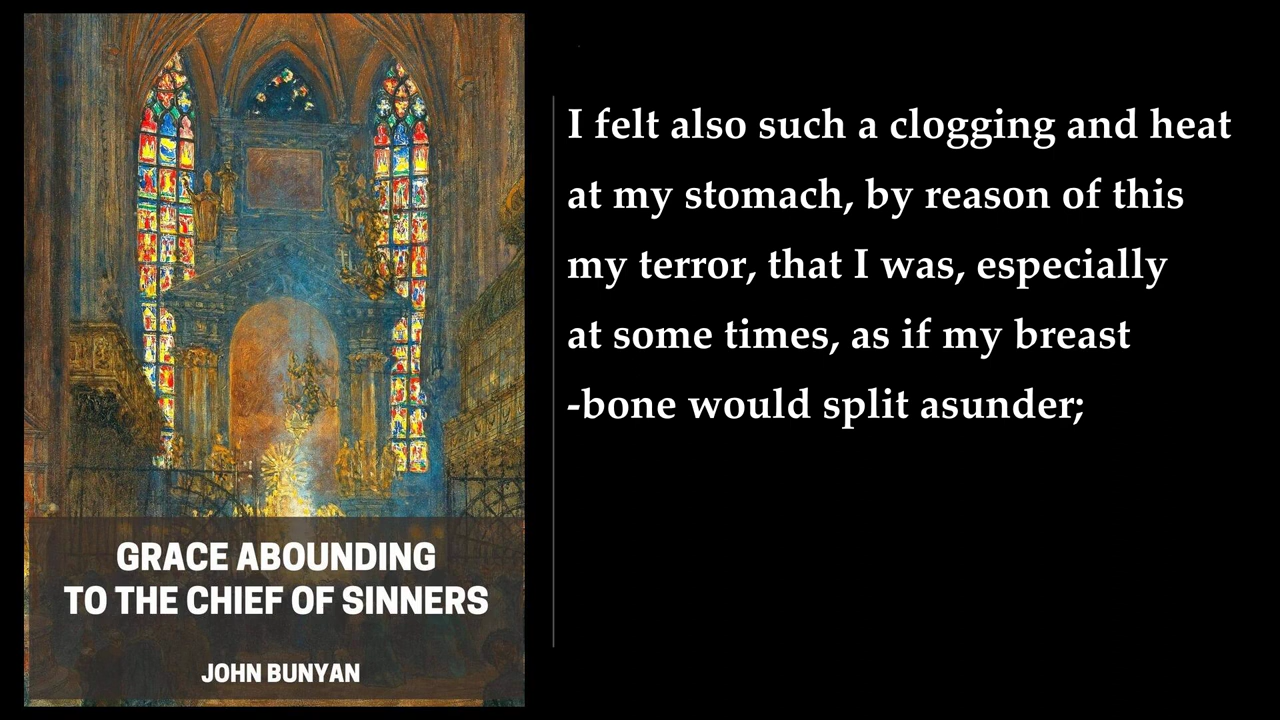 GRACE ABOUNDING
TO THE CHIEF OF SINNERS
JOHN BUNYAN
I felt also such a clogging and heat
at my stomach, by reason of this
my terror, that I was, especially
at some times, as if my breast
-bone would split asunder;